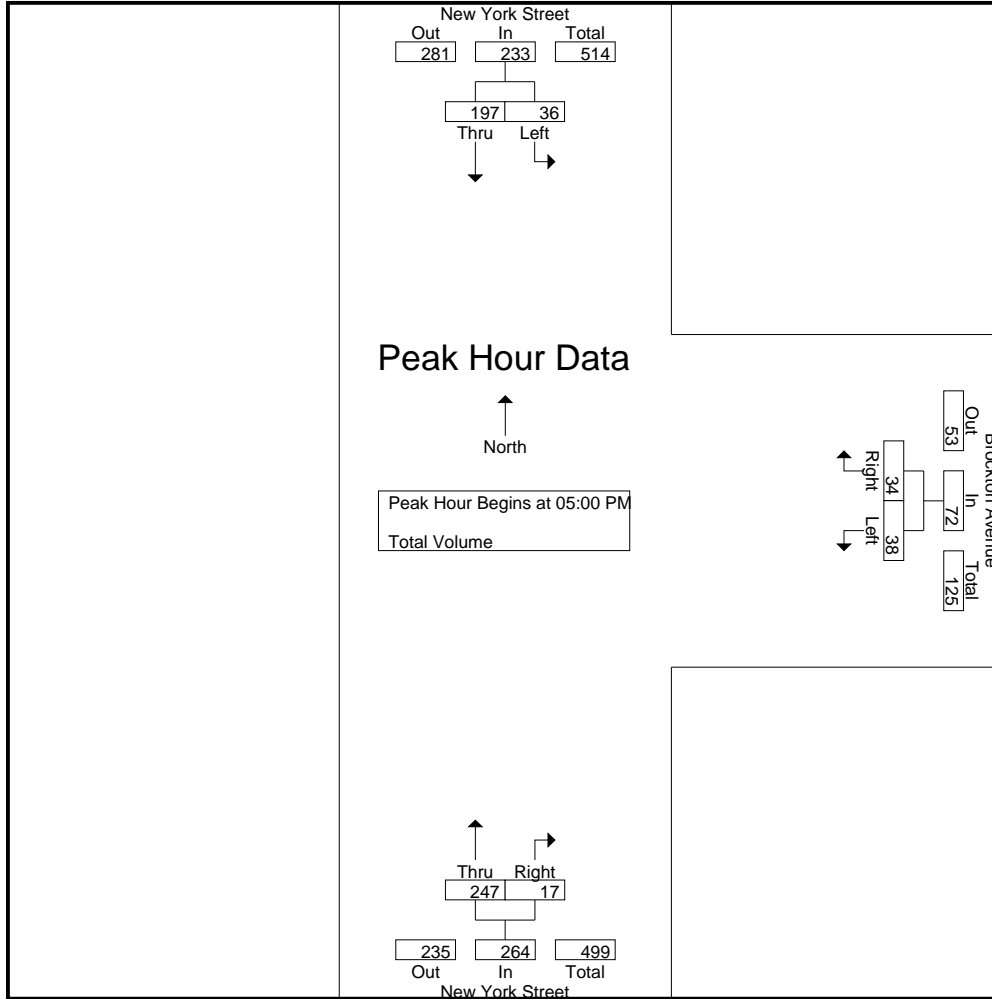 New York Street
Out In Total
281 233 514
197 36
Thru Left
Peak Hour Data
North
Peak Hour Begins at 05:00 PM
Total Volume
Brockton Avenue
Out In Total
53 72 125
34 38
Right Left
Thru Right
247 17
235 264 499
Out In Total
New York Street